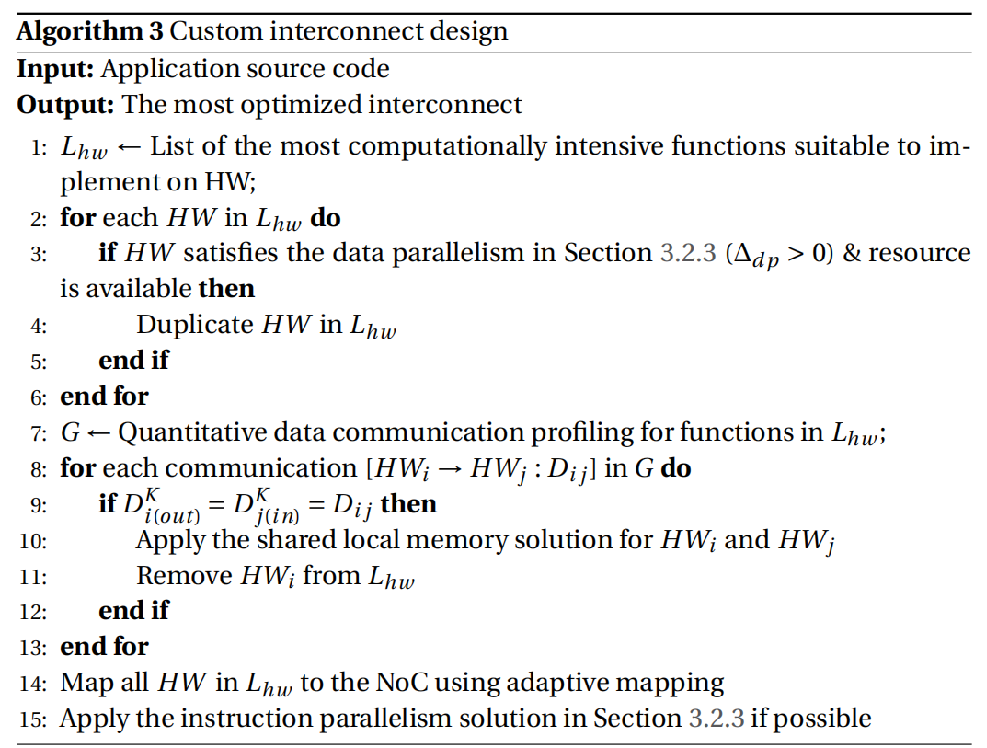 Algorithm 3 Custom interconnect design
Input: Application source code
Output: The most optimized interconnect
1: L_{hw} ← List of the most computationally intensive functions suitable to im-
plement on HW;
2: for each HW in L_{hw} do
3: if HW satisfies the data parallelism in Section 3.2.3 (Δ_{dp} > 0) & resource
is available then
4: Duplicate HW in L_{hw}
5: end if
6: end for
7: G ← Quantitative data communication profiling for functions in L_{hw};
8: for each communication [HW_i → HW_j : D_{ij}] in G do
9: if D^K_{i(out)} = D^K_{j(in)} = D_{ij} then
10: Apply the shared local memory solution for HW_i and HW_j
11: Remove HW_i from L_{hw}
12: end if
13: end for
14: Map all HW in L_{hw} to the NoC using adaptive mapping
15: Apply the instruction parallelism solution in Section 3.2.3 if possible